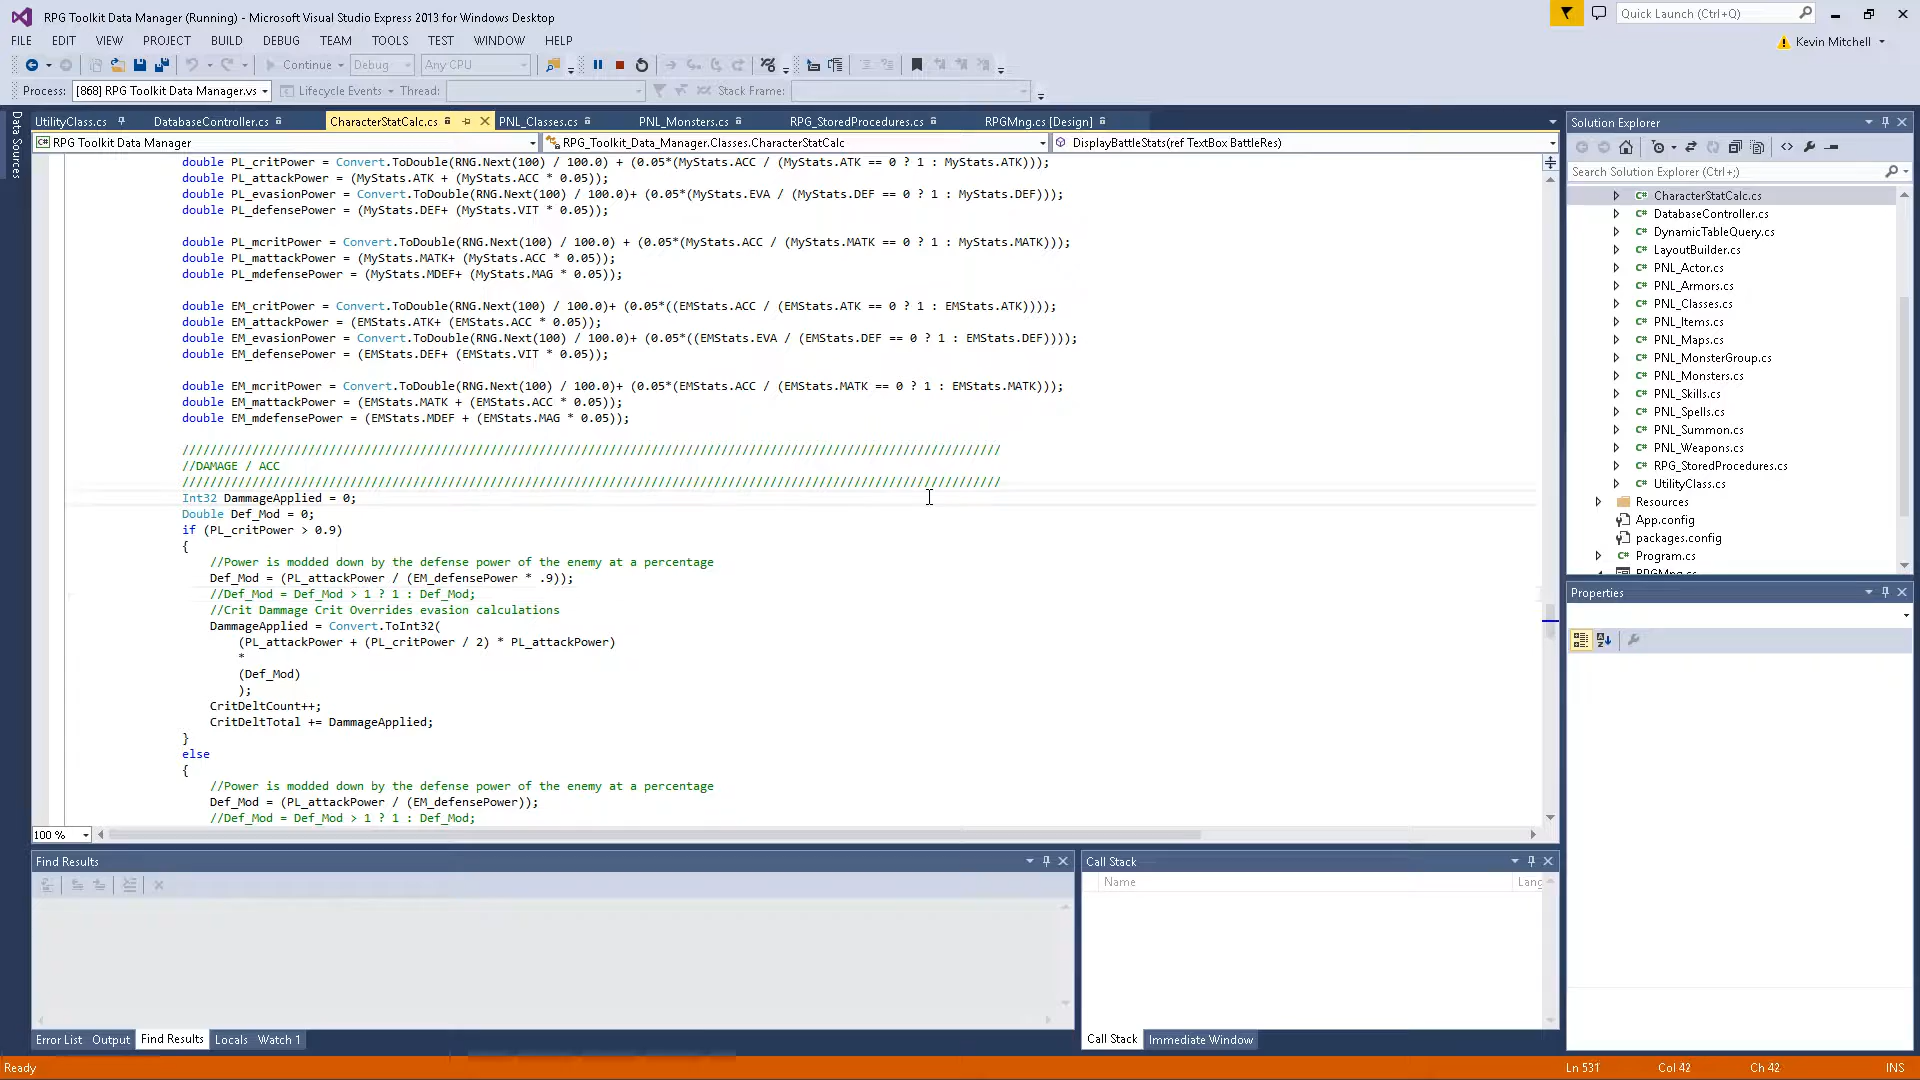 RPG Toolkit Data Manager (Running) - Microsoft Visual Studio Express 2013 for Windows Desktop
Quick Launch (Ctrl+Q)
FILE EDIT VIEW PROJECT BUILD DEBUG TEAM TOOLS TEST WINDOW HELP
Kevin Mitchell
Continue Debug Any CPU
Process: [868] RPG Toolkit Data Manager.vs Lifecycle Events Thread: Stack Frame:
Data Sources
UtilityClass.cs DatabaseController.cs CharacterStatCalc.cs PNL_Classes.cs PNL_Monsters.cs RPG_StoredProcedures.cs RPGMng.cs [Design]
RPG Toolkit Data Manager RPG_Toolkit_Data_Manager.Classes.CharacterStatCalc DisplayBattleStats(ref TextBox BattleRes)
double PL_critPower = Convert.ToDouble(RNG.Next(100) / 100.0) + (0.05*(MyStats.ACC / (MyStats.ATK == 0 ? 1 : MyStats.ATK)));
double PL_attackPower = (MyStats.ATK + (MyStats.ACC * 0.05));
double PL_evasionPower = Convert.ToDouble(RNG.Next(100) / 100.0)+ (0.05*(MyStats.EVA / (MyStats.DEF == 0 ? 1 : MyStats.DEF)));
double PL_defensePower = (MyStats.DEF+ (MyStats.VIT * 0.05));
double PL_mcritPower = Convert.ToDouble(RNG.Next(100) / 100.0) + (0.05*(MyStats.ACC / (MyStats.MATK == 0 ? 1 : MyStats.MATK)));
double PL_mattackPower = (MyStats.MATK+ (MyStats.ACC * 0.05));
double PL_mdefensePower = (MyStats.MDEF+ (MyStats.MAG * 0.05));
double EM_critPower = Convert.ToDouble(RNG.Next(100) / 100.0)+ (0.05*((EMStats.ACC / (EMStats.ATK == 0 ? 1 : EMStats.ATK))));
double EM_attackPower = (EMStats.ATK+ (EMStats.ACC * 0.05));
double EM_evasionPower = Convert.ToDouble(RNG.Next(100) / 100.0)+ (0.05*((EMStats.EVA / (EMStats.DEF == 0 ? 1 : EMStats.DEF))));
double EM_defensePower = (EMStats.DEF+ (EMStats.VIT * 0.05));
double EM_mcritPower = Convert.ToDouble(RNG.Next(100) / 100.0)+ (0.05*(EMStats.ACC / (EMStats.MATK == 0 ? 1 : EMStats.MATK)));
double EM_mattackPower = (EMStats.MATK + (EMStats.ACC * 0.05));
double EM_mdefensePower = (EMStats.MDEF + (EMStats.MAG * 0.05));
/////////////////////////////////////////////////////////////////////////////////////////////////////////////////////
//DAMAGE / ACC
/////////////////////////////////////////////////////////////////////////////////////////////////////////////////////
Int32 DammageApplied = 0;
Double Def_Mod = 0;
if (PL_critPower > 0.9)
{
//Power is modded down by the defense power of the enemy at a percentage
Def_Mod = (PL_attackPower / (EM_defensePower * .9));
//Def_Mod = Def_Mod > 1 ? 1 : Def_Mod;
//Crit Dammage Crit Overrides evasion calculations
DammageApplied = Convert.ToInt32(
(PL_attackPower + (PL_critPower / 2) * PL_attackPower)
*
(Def_Mod)
);
CritDeltCount++;
CritDeltTotal += DammageApplied;
}
else
{
//Power is modded down by the defense power of the enemy at a percentage
Def_Mod = (PL_attackPower / (EM_defensePower));
//Def_Mod = Def_Mod > 1 ? 1 : Def_Mod;
100 %
Solution Explorer
Search Solution Explorer (Ctrl+;)
CharacterStatCalc.cs
DatabaseController.cs
DynamicTableQuery.cs
LayoutBuilder.cs
PNL_Actor.cs
PNL_Armors.cs
PNL_Classes.cs
PNL_Items.cs
PNL_Maps.cs
PNL_MonsterGroup.cs
PNL_Monsters.cs
PNL_Skills.cs
PNL_Spells.cs
PNL_Summon.cs
PNL_Weapons.cs
RPG_StoredProcedures.cs
UtilityClass.cs
Resources
App.config
packages.config
Program.cs
RPGMng.cs
Properties
Find Results
Call Stack
Name Lang
Error List Output Find Results Locals Watch 1
Call Stack Immediate Window
Ready Ln 531 Col 42 Ch 42 INS